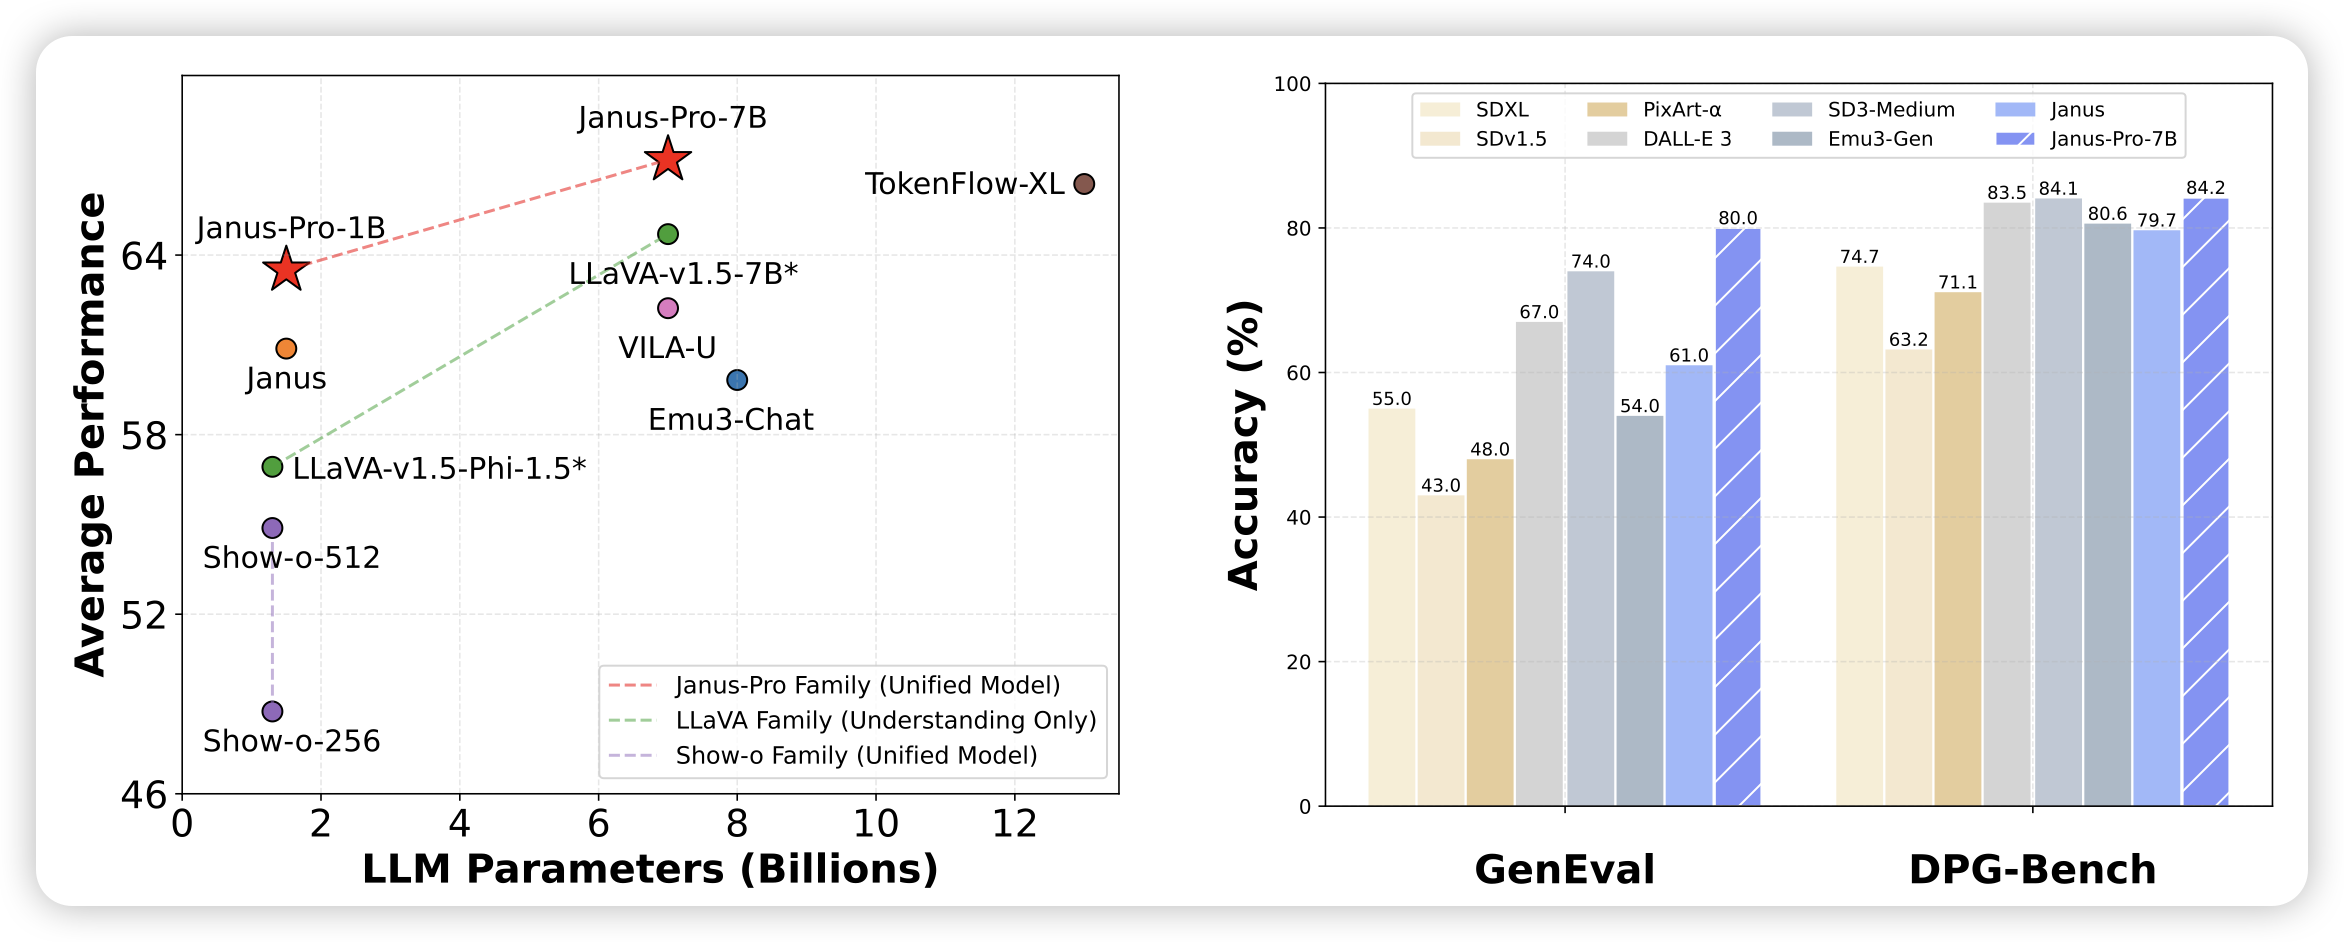 Average Performance
64
58
52
46
0
2
4
6
8
10
12
LLM Parameters (Billions)
Janus-Pro-7B
TokenFlow-XL
Janus-Pro-1B
LLaVA-v1.5-7B*
VILA-U
Janus
Emu3-Chat
LLaVA-v1.5-Phi-1.5*
Show-o-512
Show-o-256
Janus-Pro Family (Unified Model)
LLaVA Family (Understanding Only)
Show-o Family (Unified Model)
Accuracy (%)
100
80
60
40
20
0
SDXL
SDv1.5
PixArt-α
DALL-E 3
SD3-Medium
Emu3-Gen
Janus
Janus-Pro-7B
55.0
43.0
48.0
67.0
74.0
54.0
61.0
80.0
74.7
63.2
71.1
83.5
84.1
80.6
79.7
84.2
GenEval
DPG-Bench